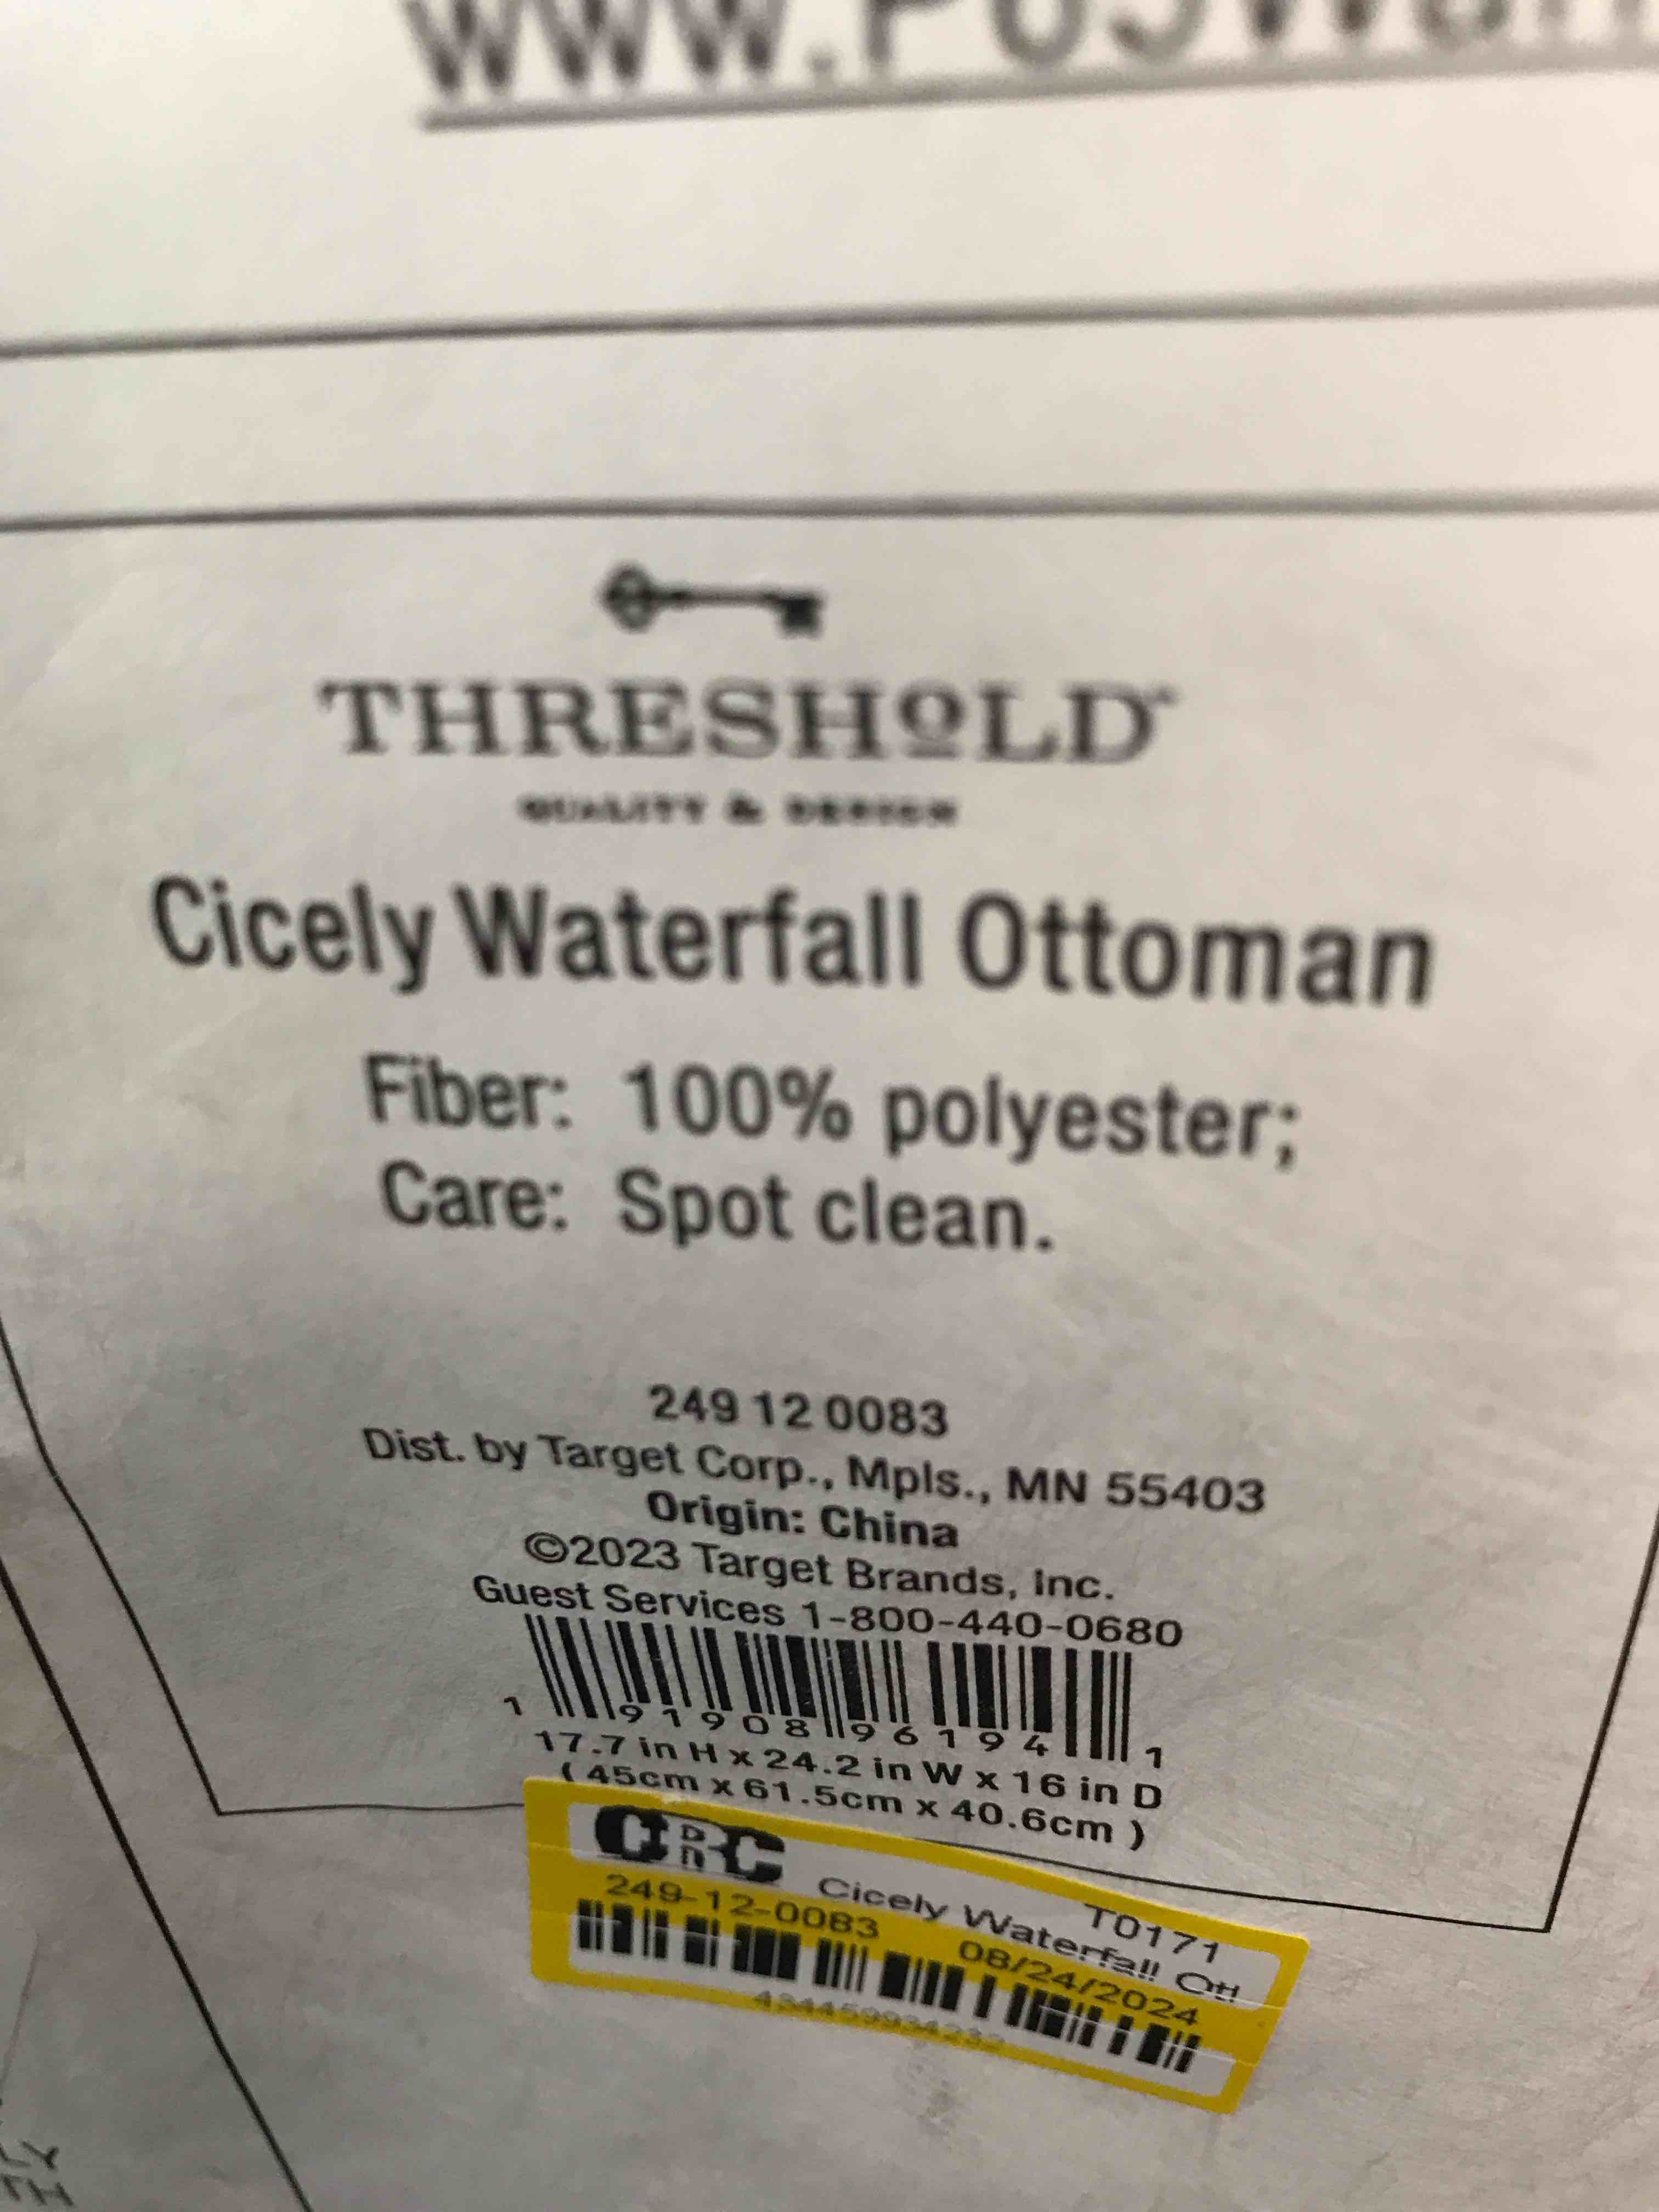 THRESHOLD
QUALITY & DESIGN
Cicely Waterfall Ottoman
Fiber: 100% polyester;
Care: Spot clean.
249 12 0083
Dist. by Target Corp., Mpls., MN 55403
Origin: China
©2023 Target Brands, Inc.
Guest Services 1-800-440-0680
1 91908 96194 1
17.7 in H x 24.2 in W x 16 in D
( 45cm x 61.5cm x 40.6cm )
CRC T0171
Cicely Waterfall Ott
249-12-0083 08/24/2024